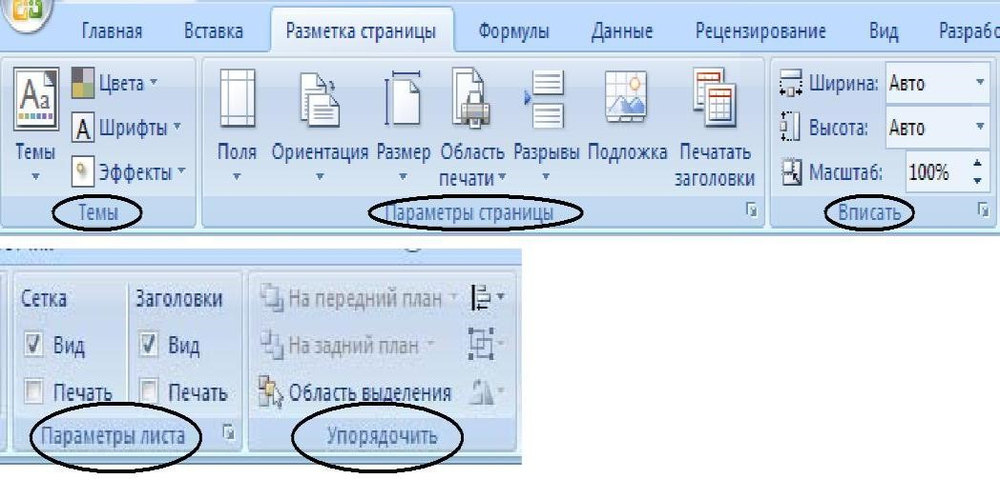 Главная Вставка Разметка страницы Формулы Данные Рецензирование Вид
Темы
Цвета
Шрифты
Эффекты
Темы
Поля Ориентация Размер Область печати Разрывы Подложка Печатать заголовки
Параметры страницы
Ширина: Авто
Высота: Авто
Масштаб: 100%
Вписать
Сетка Заголовки
Вид Вид
Печать Печать
Параметры листа
На передний план
На задний план
Область выделения
Упорядочить